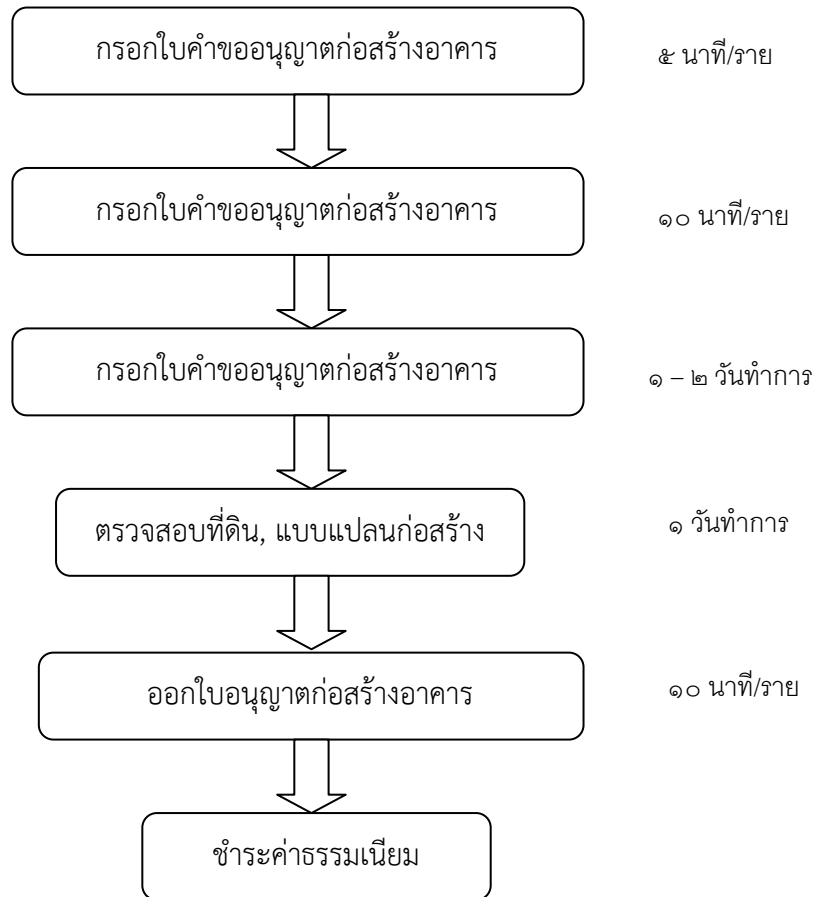 กรอกใบคำขออนุญาตก่อสร้างอาคาร ๕ นาที/ราย
กรอกใบคำขออนุญาตก่อสร้างอาคาร ๑๐ นาที/ราย
กรอกใบคำขออนุญาตก่อสร้างอาคาร ๑ – ๒ วันทำการ
ตรวจสอบที่ดิน, แบบแปลนก่อสร้าง ๑ วันทำการ
ออกใบอนุญาตก่อสร้างอาคาร ๑๐ นาที/ราย
ชำระค่าธรรมเนียม